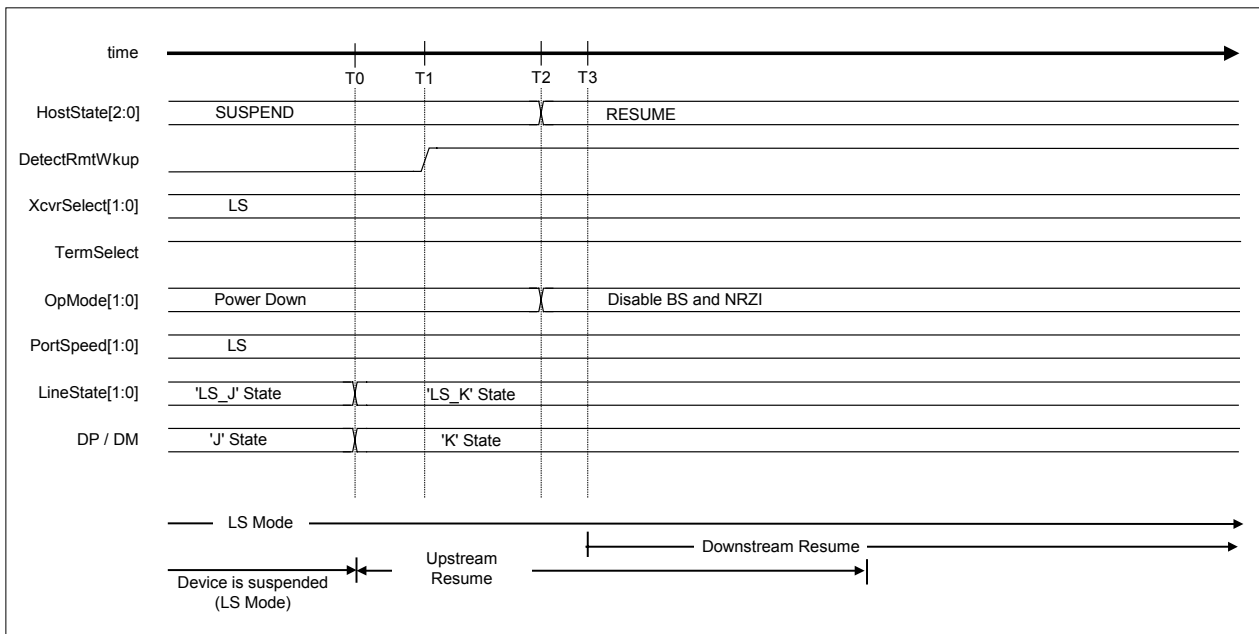 time
T0 T1 T2 T3
HostState[2:0] SUSPEND RESUME
DetectRmtWkup
XcvrSelect[1:0] LS
TermSelect
OpMode[1:0] Power Down Disable BS and NRZI
PortSpeed[1:0] LS
LineState[1:0] 'LS_J' State 'LS_K' State
DP / DM 'J' State 'K' State
LS Mode
Downstream Resume
Upstream
Resume
Device is suspended
(LS Mode)